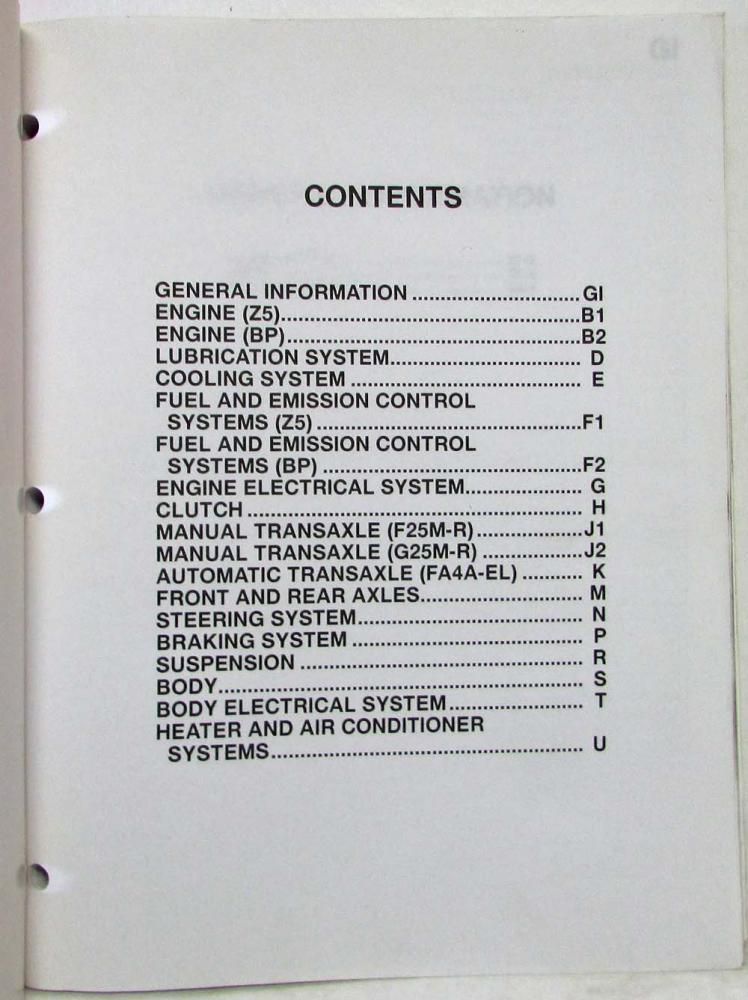 CONTENTS
GENERAL INFORMATION .............................. GI
ENGINE (Z5)..................................................... B1
ENGINE (BP).................................................... B2
LUBRICATION SYSTEM.................................. D
COOLING SYSTEM ......................................... E
FUEL AND EMISSION CONTROL
SYSTEMS (Z5) ............................................... F1
FUEL AND EMISSION CONTROL
SYSTEMS (BP) .............................................. F2
ENGINE ELECTRICAL SYSTEM..................... G
CLUTCH ........................................................... H
MANUAL TRANSAXLE (F25M-R)................... J1
MANUAL TRANSAXLE (G25M-R) .................. J2
AUTOMATIC TRANSAXLE (FA4A-EL) ........... K
FRONT AND REAR AXLES............................. M
STEERING SYSTEM........................................ N
BRAKING SYSTEM ......................................... P
SUSPENSION .................................................. R
BODY................................................................. S
BODY ELECTRICAL SYSTEM........................ T
HEATER AND AIR CONDITIONER
SYSTEMS........................................................ U